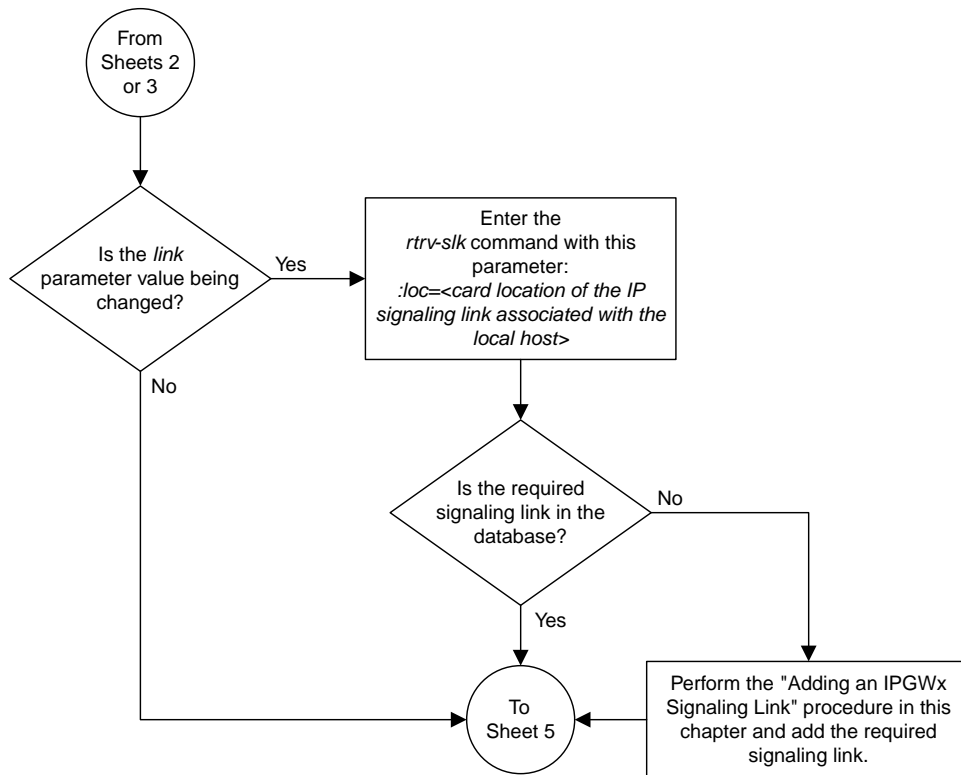 From
Sheets 2
or 3
Is the link
parameter value being
changed?
Yes
Enter the
rtrv-slk command with this
parameter:
:loc=<card location of the IP
signaling link associated with the
local host>
No
Is the required
signaling link in the
database?
No
Yes
To
Sheet 5
Perform the "Adding an IPGWx
Signaling Link" procedure in this
chapter and add the required
signaling link.